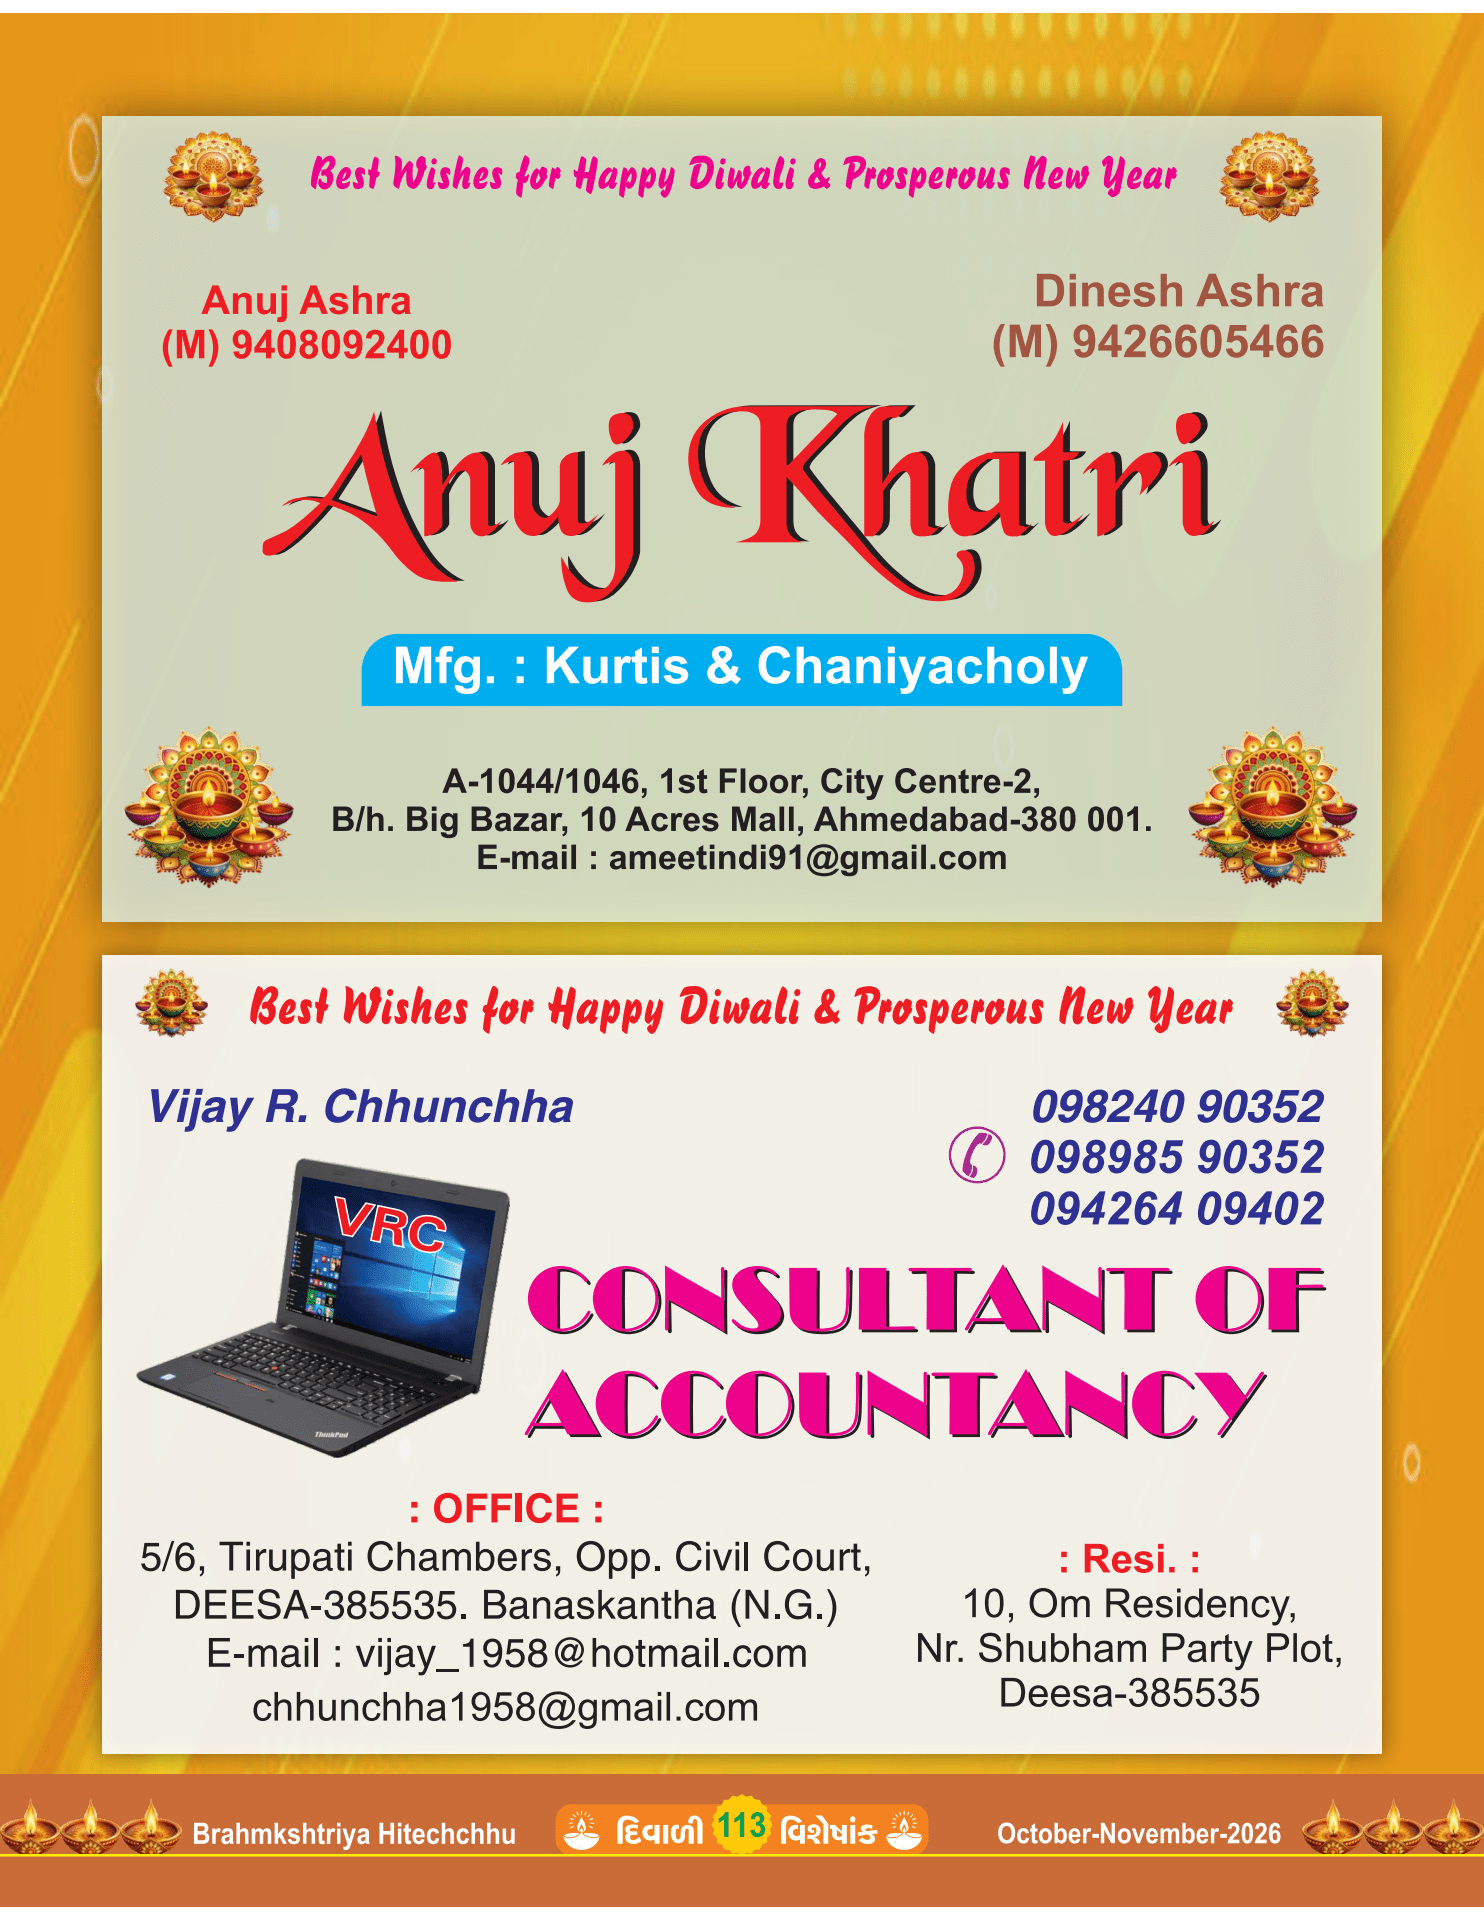 Best Wishes for Happy Diwali & Prosperous New Year
Anuj Ashra
(M) 9408092400
Dinesh Ashra
(M) 9426605466
Anuj Khatri
Mfg. : Kurtis & Chaniyacholy
A-1044/1046, 1st Floor, City Centre-2,
B/h. Big Bazar, 10 Acres Mall, Ahmedabad-380 001.
E-mail : ameetindi91@gmail.com
Best Wishes for Happy Diwali & Prosperous New Year
Vijay R. Chhunchha
098240 90352
098985 90352
094264 09402
VRC
ThinkPad
CONSULTANT OF
ACCOUNTANCY
: OFFICE :
5/6, Tirupati Chambers, Opp. Civil Court,
DEESA-385535. Banaskantha (N.G.)
E-mail : vijay_1958@hotmail.com
chhunchha1958@gmail.com
: Resi. :
10, Om Residency,
Nr. Shubham Party Plot,
Deesa-385535
Brahmkshtriya Hitechchhu
દિવાળી 113 વિશેષાંક
October-November-2026